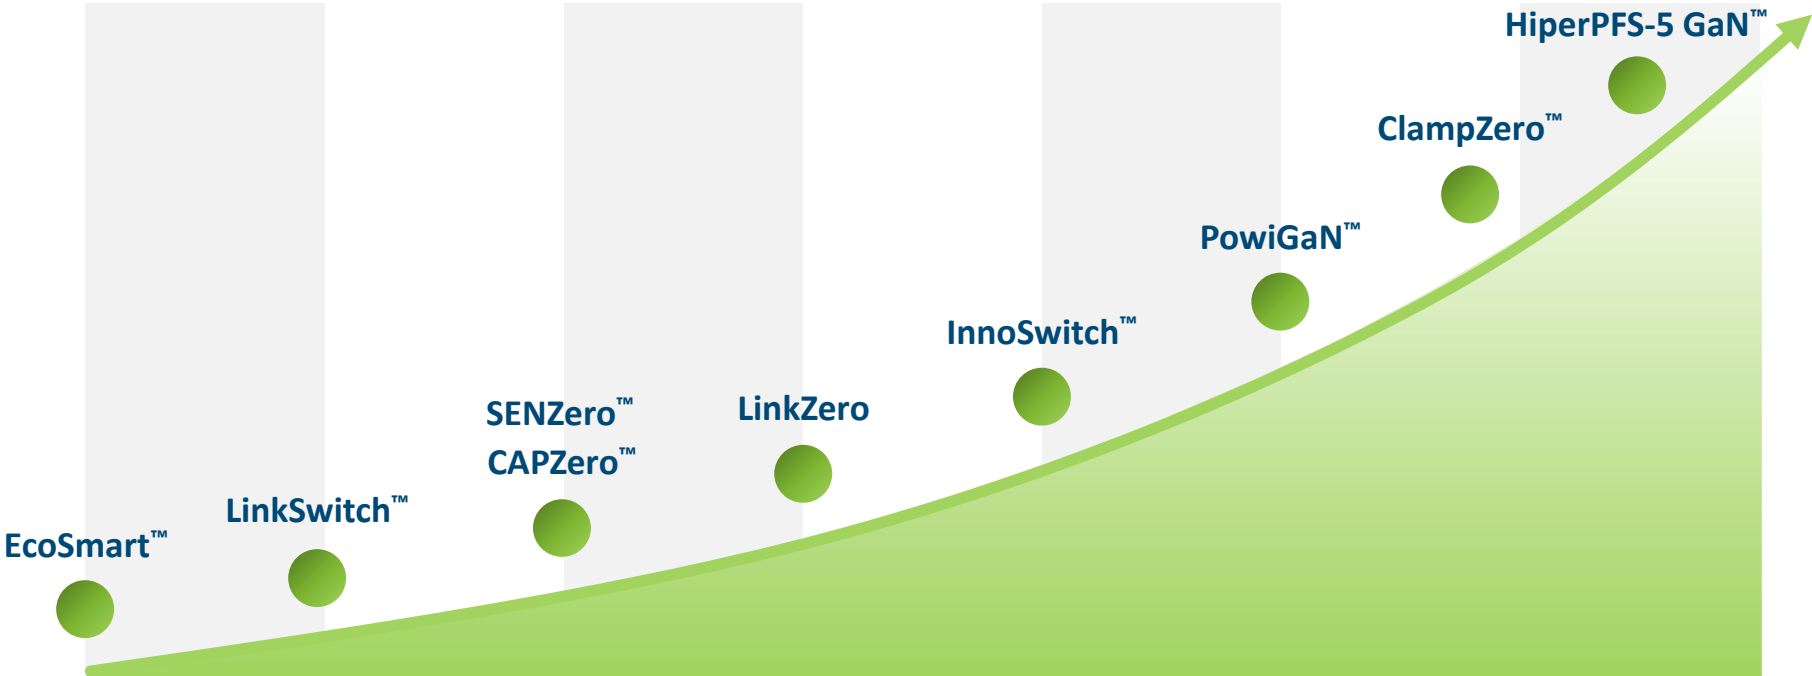 EcoSmart™
LinkSwitch™
SENZero™
CAPZero™
LinkZero
InnoSwitch™
PowiGaN™
ClampZero™
HiperPFS-5 GaN™